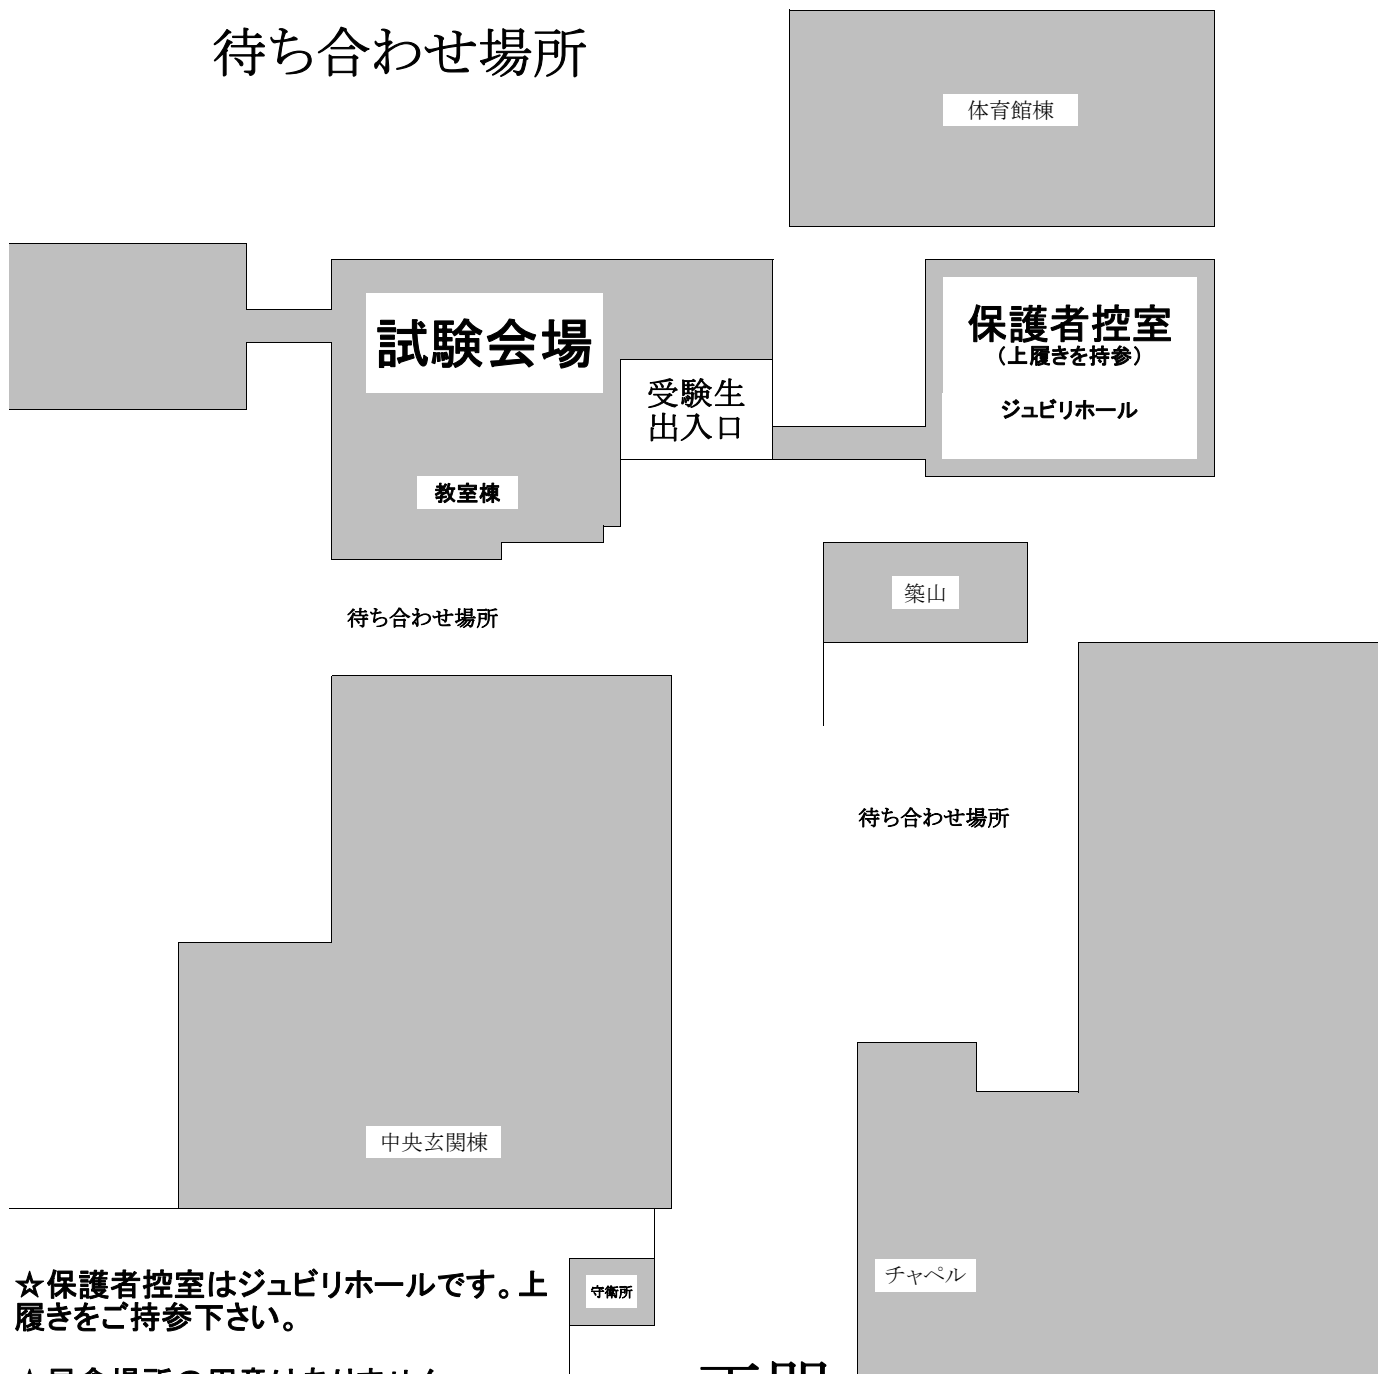 待ち合わせ場所
体育館棟
試験会場
保護者控室
（上履きを持参）
ジュビリホール
受験生
出入口
教室棟
築山
待ち合わせ場所
待ち合わせ場所
中央玄関棟
チャペル
守衛所
☆保護者控室はジュビリホールです。上
履きをご持参下さい。